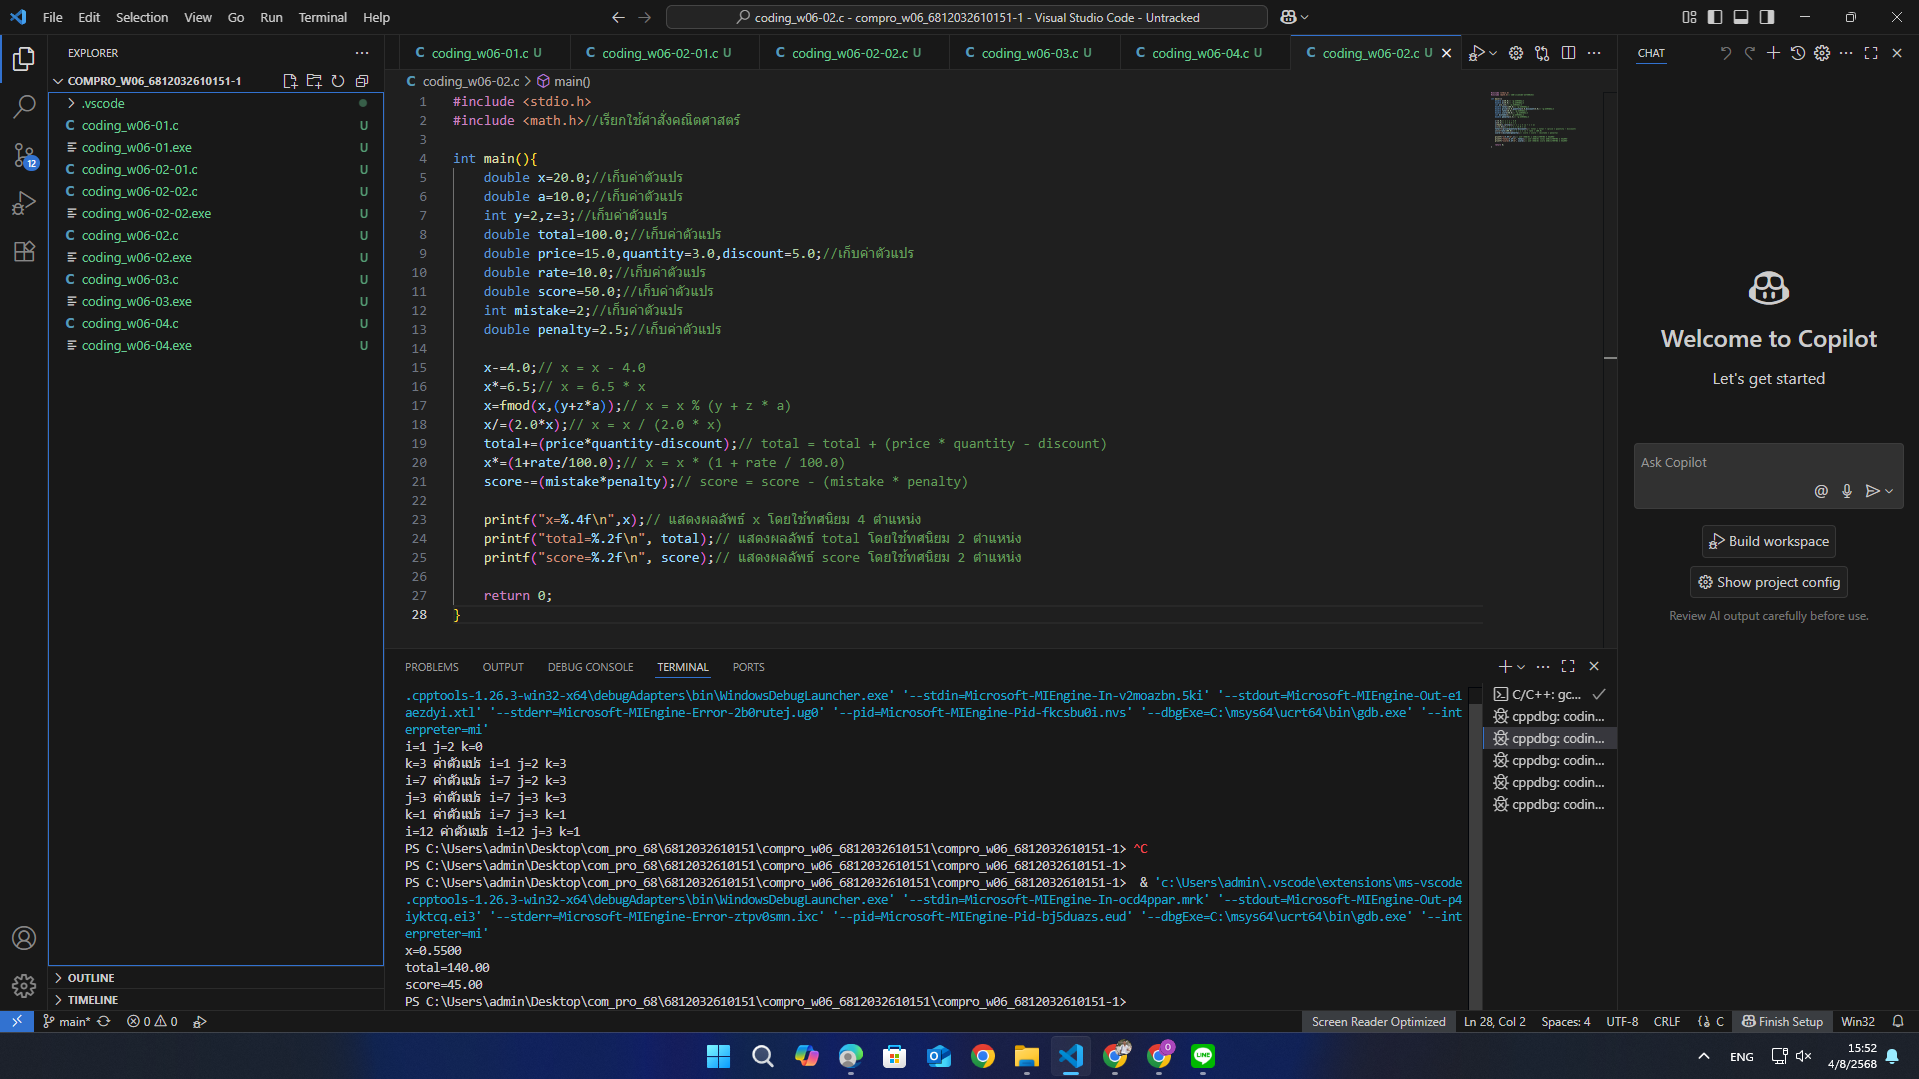 File Edit Selection View Go Run Terminal Help
coding_w06-02.c - compro_w06_6812032610151-1 - Visual Studio Code - Untracked
EXPLORER
COMPRO_W06_6812032610151-1
.vscode
coding_w06-01.c U
coding_w06-01.exe U
coding_w06-02-01.c U
coding_w06-02-02.c U
coding_w06-02-02.exe U
coding_w06-02.c U
coding_w06-02.exe U
coding_w06-03.c U
coding_w06-03.exe U
coding_w06-04.c U
coding_w06-04.exe U
OUTLINE
TIMELINE
12
coding_w06-01.c U coding_w06-02-01.c U coding_w06-02-02.c U coding_w06-03.c U coding_w06-04.c U coding_w06-02.c U
coding_w06-02.c > main()
1 #include <stdio.h>
2 #include <math.h>//เรียกใช้คำสั่งคณิตศาสตร์
3
4 int main(){
5 double x=20.0;//เก็บค่าตัวแปร
6 double a=10.0;//เก็บค่าตัวแปร
7 int y=2,z=3;//เก็บค่าตัวแปร
8 double total=100.0;//เก็บค่าตัวแปร
9 double price=15.0,quantity=3.0,discount=5.0;//เก็บค่าตัวแปร
10 double rate=10.0;//เก็บค่าตัวแปร
11 double score=50.0;//เก็บค่าตัวแปร
12 int mistake=2;//เก็บค่าตัวแปร
13 double penalty=2.5;//เก็บค่าตัวแปร
14
15 x-=4.0;// x = x - 4.0
16 x*=6.5;// x = 6.5 * x
17 x=fmod(x,(y+z*a));// x = x % (y + z * a)
18 x/=(2.0*x);// x = x / (2.0 * x)
19 total+=(price*quantity-discount);// total = total + (price * quantity - discount)
20 x*=(1+rate/100.0);// x = x * (1 + rate / 100.0)
21 score-=(mistake*penalty);// score = score - (mistake * penalty)
22
23 printf("x=%.4f\n",x);// แสดงผลลัพธ์ x โดยใช้ทศนิยม 4 ตำแหน่ง
24 printf("total=%.2f\n", total);// แสดงผลลัพธ์ total โดยใช้ทศนิยม 2 ตำแหน่ง
25 printf("score=%.2f\n", score);// แสดงผลลัพธ์ score โดยใช้ทศนิยม 2 ตำแหน่ง
26
27 return 0;
28 }
PROBLEMS OUTPUT DEBUG CONSOLE TERMINAL PORTS
.cpptools-1.26.3-win32-x64\debugAdapters\bin\WindowsDebugLauncher.exe' '--stdin=Microsoft-MIEngine-In-v2moazbn.5ki' '--stdout=Microsoft-MIEngine-Out-e1
aezdyi.xtl' '--stderr=Microsoft-MIEngine-Error-2b0rutej.ug0' '--pid=Microsoft-MIEngine-Pid-fkcsbu0i.nvs' '--dbgExe=C:\msys64\ucrt64\bin\gdb.exe' '--int
erpreter=mi'
i=1 j=2 k=0
k=3 ค่าตัวแปร i=1 j=2 k=3
i=7 ค่าตัวแปร i=7 j=2 k=3
j=3 ค่าตัวแปร i=7 j=3 k=3
k=1 ค่าตัวแปร i=7 j=3 k=1
i=12 ค่าตัวแปร i=12 j=3 k=1
PS C:\Users\admin\Desktop\com_pro_68\6812032610151\compro_w06_6812032610151\compro_w06_6812032610151-1> ^C
PS C:\Users\admin\Desktop\com_pro_68\6812032610151\compro_w06_6812032610151\compro_w06_6812032610151-1>
PS C:\Users\admin\Desktop\com_pro_68\6812032610151\compro_w06_6812032610151\compro_w06_6812032610151-1> & 'c:\Users\admin\.vscode\extensions\ms-vscode
.cpptools-1.26.3-win32-x64\debugAdapters\bin\WindowsDebugLauncher.exe' '--stdin=Microsoft-MIEngine-In-ocd4ppar.mrk' '--stdout=Microsoft-MIEngine-Out-p4
iyktcq.ei3' '--stderr=Microsoft-MIEngine-Error-ztpv0smn.ixc' '--pid=Microsoft-MIEngine-Pid-bj5duazs.eud' '--dbgExe=C:\msys64\ucrt64\bin\gdb.exe' '--int
erpreter=mi'
x=0.5500
total=140.00
score=45.00
PS C:\Users\admin\Desktop\com_pro_68\6812032610151\compro_w06_6812032610151\compro_w06_6812032610151-1>
C/C++: gc...
cppdbg: codin...
cppdbg: codin...
cppdbg: codin...
cppdbg: codin...
cppdbg: codin...
CHAT
Welcome to Copilot
Let's get started
Ask Copilot
Build workspace
Show project config
Review AI output carefully before use.
main* 0 0
Screen Reader Optimized Ln 28, Col 2 Spaces: 4 UTF-8 CRLF C Finish Setup Win32
0
LINE
ENG
15:52
4/8/2568